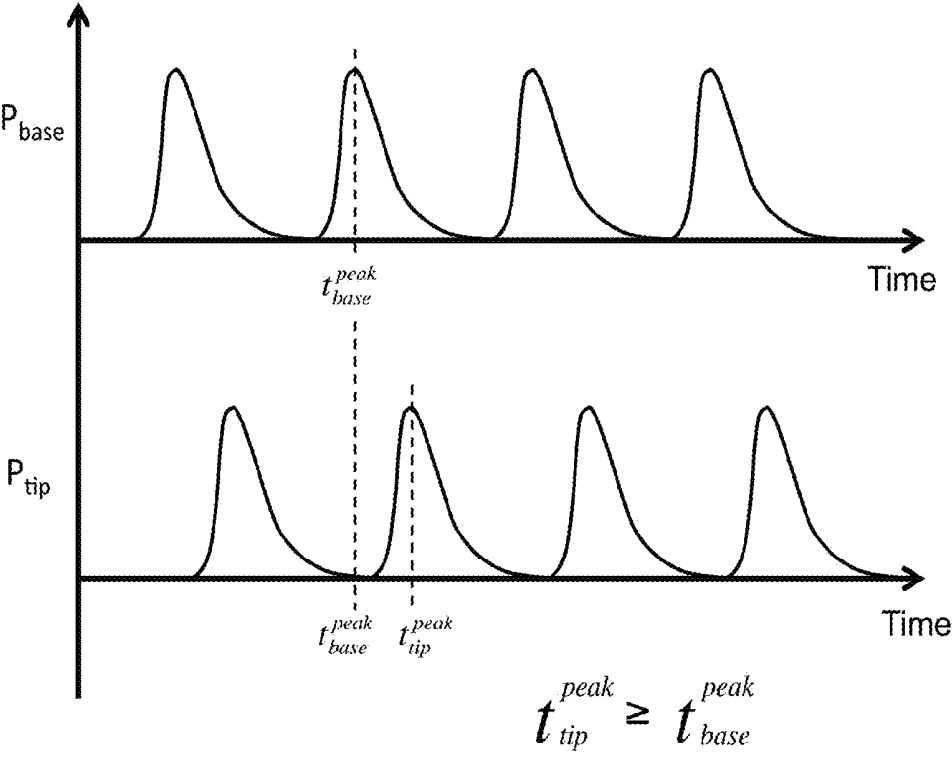 P_base
Time
t_base^peak
P_tip
t_base^peak t_tip^peak
Time
t_tip^peak ≥ t_base^peak